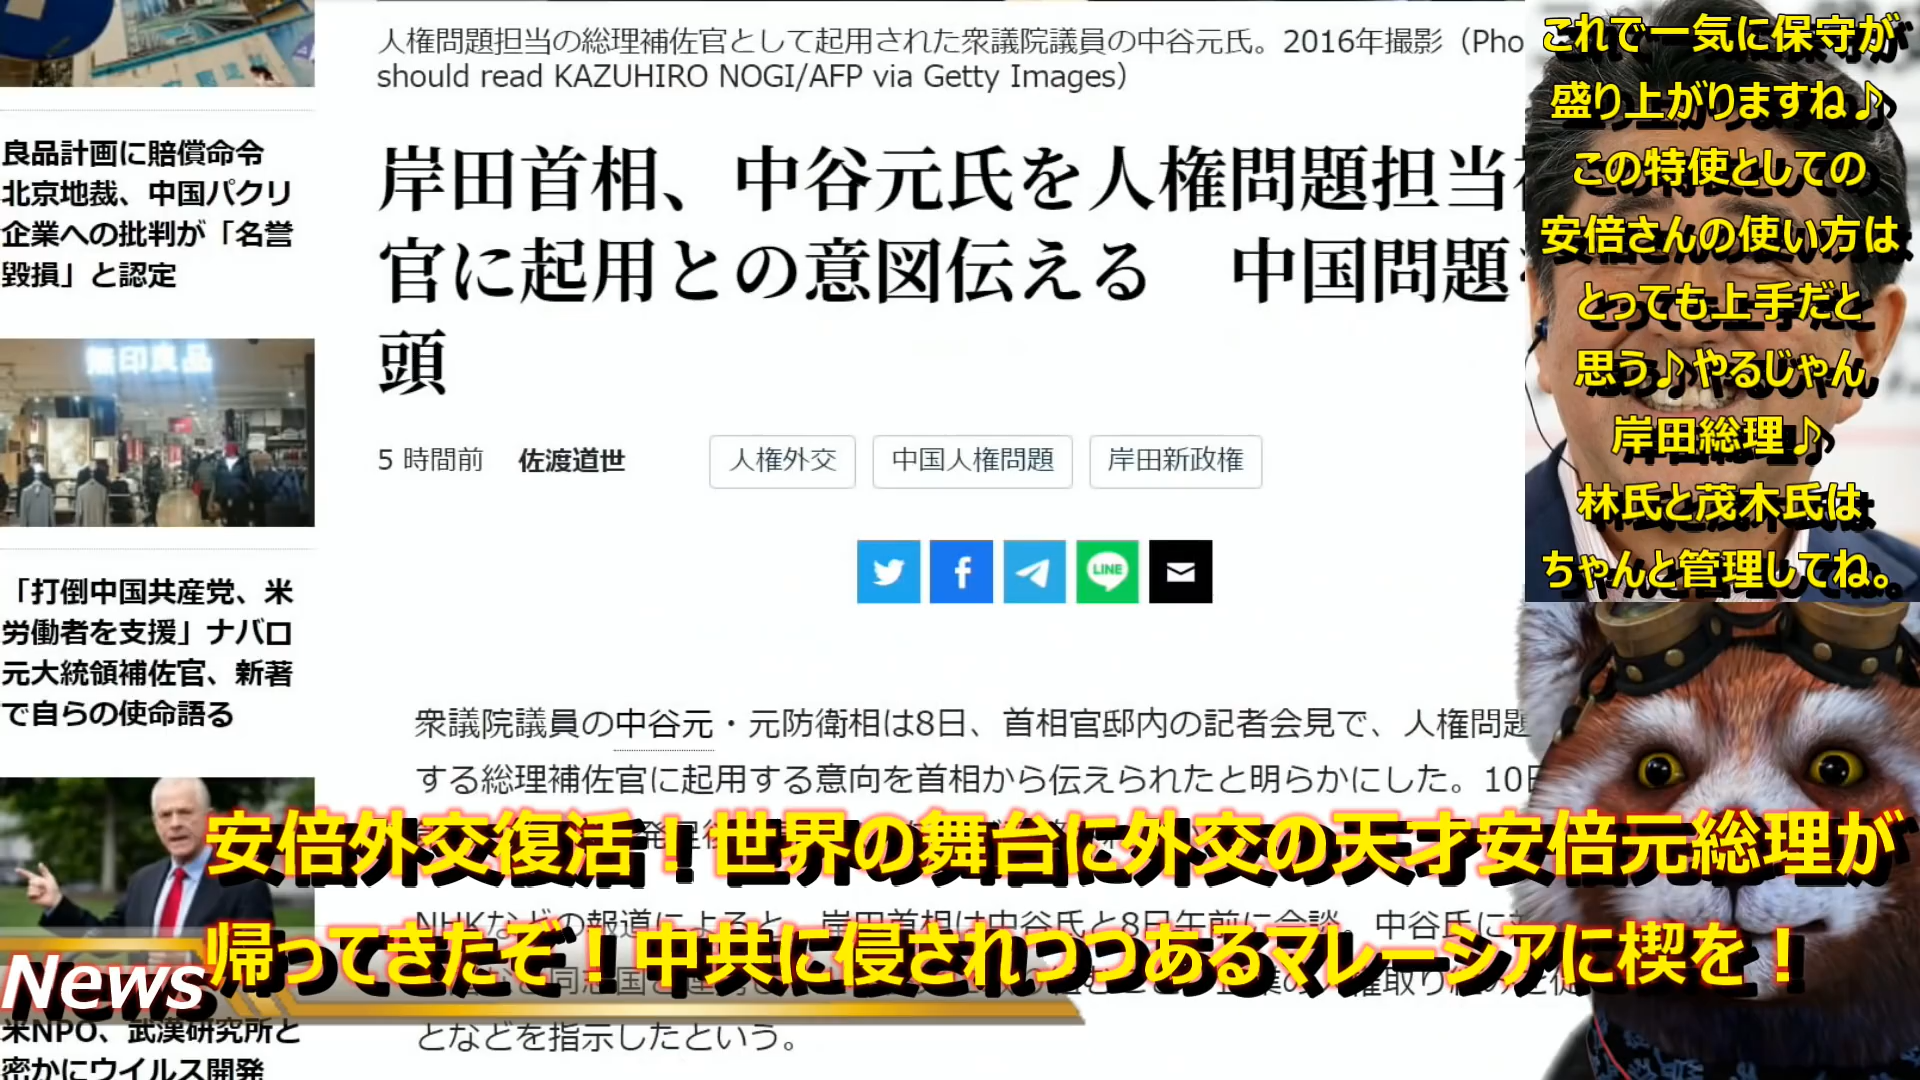 人権問題担当の総理補佐官として起用された衆議院議員の中谷元氏。2016年撮影（Pho
should read KAZUHIRO NOGI/AFP via Getty Images）
岸田首相、中谷元氏を人権問題担当
官に起用との意図伝える　中国問題
頭
5 時間前　佐渡道世
人権外交
中国人権問題
岸田新政権
LINE
衆議院議員の中谷元・元防衛相は8日、首相官邸内の記者会見で、人権問題
する総理補佐官に起用する意向を首相から伝えられたと明らかにした。10
NHKなどの報道によると、岸田首相は中谷氏と8日午前に会談。中谷氏に
となどを指示したという。
良品計画に賠償命令
北京地裁、中国パクリ
企業への批判が「名誉
毀損」と認定
無印良品
「打倒中国共産党、米
労働者を支援」ナバロ
元大統領補佐官、新著
で自らの使命語る
米NPO、武漢研究所と
密かにウイルス開発
これで一気に保守が
盛り上がりますね♪
この特使としての
安倍さんの使い方は
とっても上手だと
思う♪やるじゃん
岸田総理♪
林氏と茂木氏は
ちゃんと管理してね。
安倍外交復活！世界の舞台に外交の天才安倍元総理が
帰ってきたぞ！中共に侵されつつあるマレーシアに楔を！
News